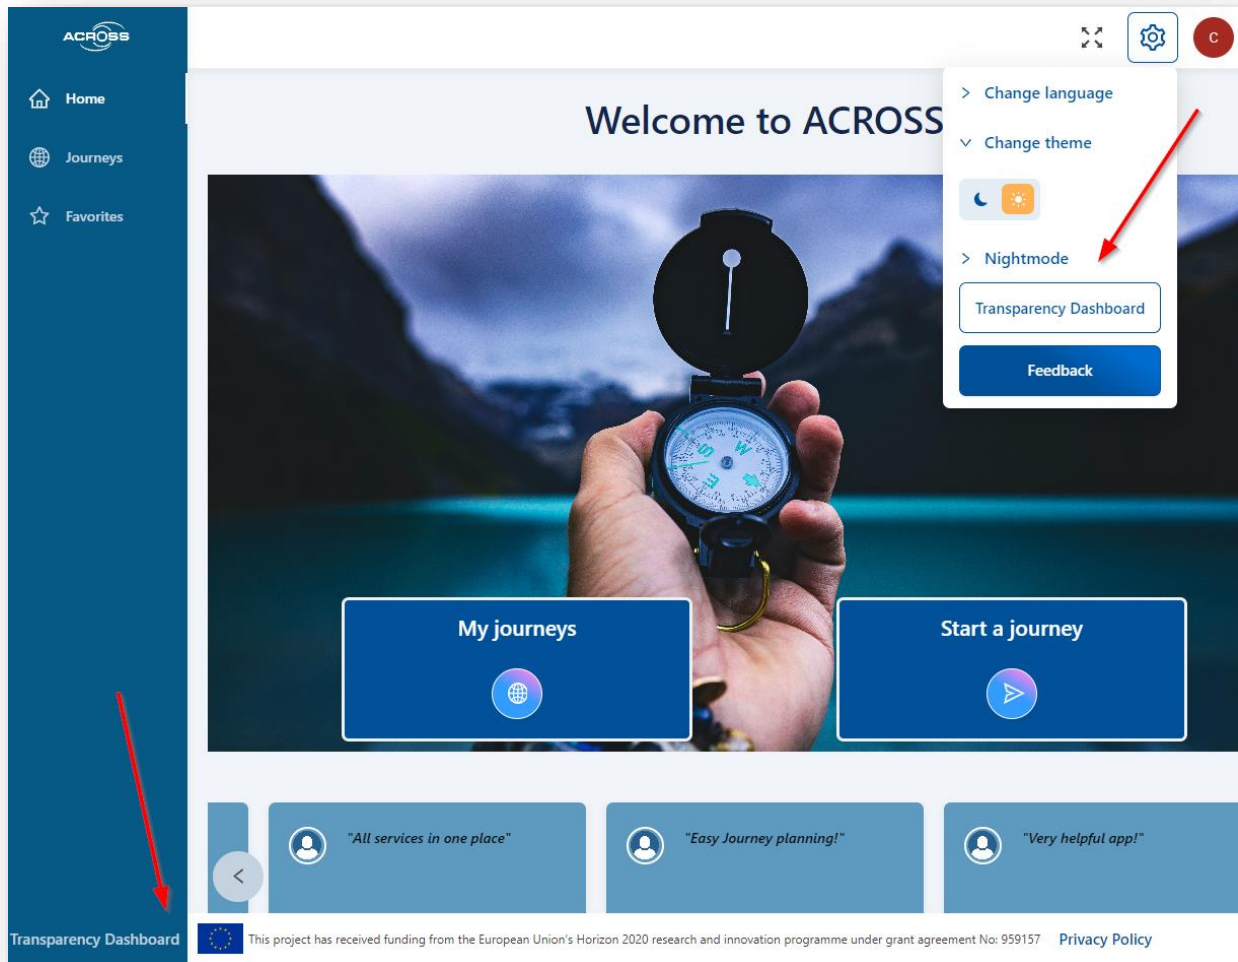 ACROSS
C
Home
Journeys
Favorites
Welcome to ACROSS
Change language
Change theme
Nightmode
Transparency Dashboard
Feedback
S
W
E
My journeys
Start a journey
"All services in one place"
"Easy Journey planning!"
"Very helpful app!"
Transparency Dashboard
This project has received funding from the European Union's Horizon 2020 research and innovation programme under grant agreement No: 959157
Privacy Policy